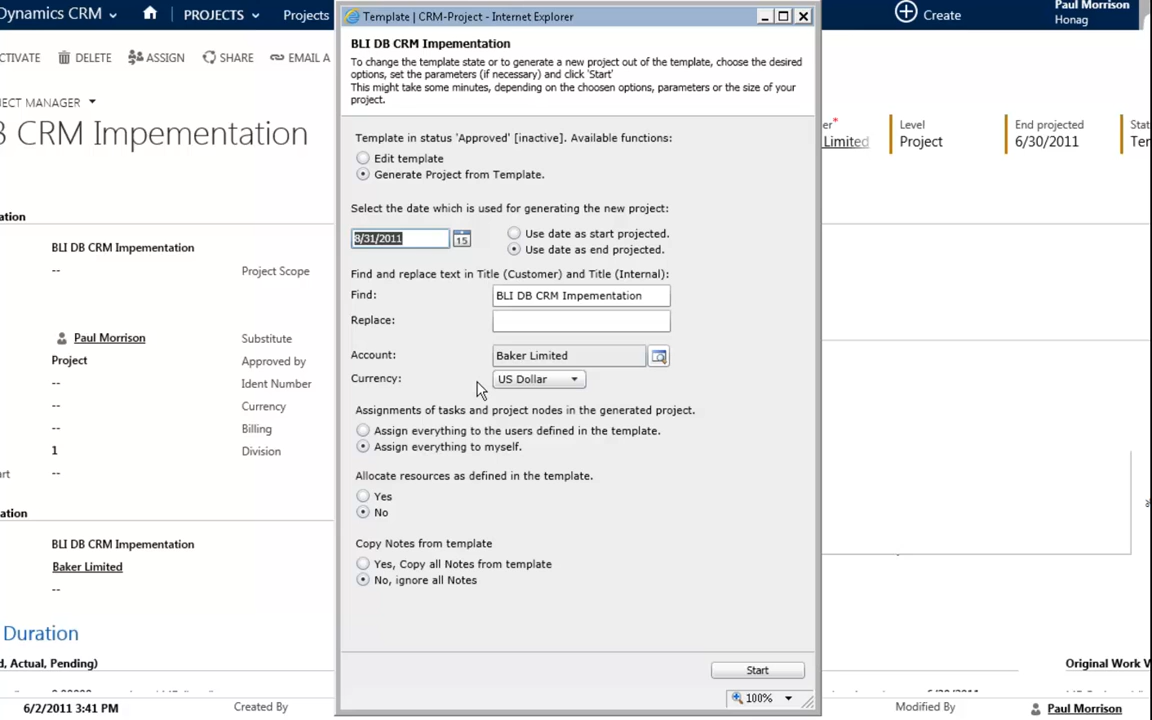 Dynamics CRM
PROJECTS
Projects
Template | CRM-Project - Internet Explorer
Create
Paul Morrison
Honag
CTIVATE
DELETE
ASSIGN
SHARE
EMAIL A
BLI DB CRM Impementation
To change the template state or to generate a new project out of the template, choose the desired
options, set the parameters (if necessary) and click 'Start'
This might take some minutes, depending on the choosen options, parameters or the size of your
project.
ECT MANAGER
CRM Impementation
er*
Limited
Level
Project
End projected
6/30/2011
Stat
Ter
Template in status 'Approved' [inactive]. Available functions:
Edit template
Generate Project from Template.
Select the date which is used for generating the new project:
8/31/2011
15
Use date as start projected.
Use date as end projected.
Find and replace text in Title (Customer) and Title (Internal):
Find:
BLI DB CRM Impementation
Replace:
Account:
Baker Limited
Currency:
US Dollar
Assignments of tasks and project nodes in the generated project.
Assign everything to the users defined in the template.
Assign everything to myself.
Allocate resources as defined in the template.
Yes
No
Copy Notes from template
Yes, Copy all Notes from template
No, ignore all Notes
Start
100%
ation
BLI DB CRM Impementation
--
Project Scope
Paul Morrison
Substitute
Project
Approved by
--
Ident Number
--
Currency
--
Billing
1
Division
rt
--
ation
BLI DB CRM Impementation
Baker Limited
--
Duration
d, Actual, Pending)
Original Work V
6/2/2011 3:41 PM
Created By
Modified By
Paul Morrison